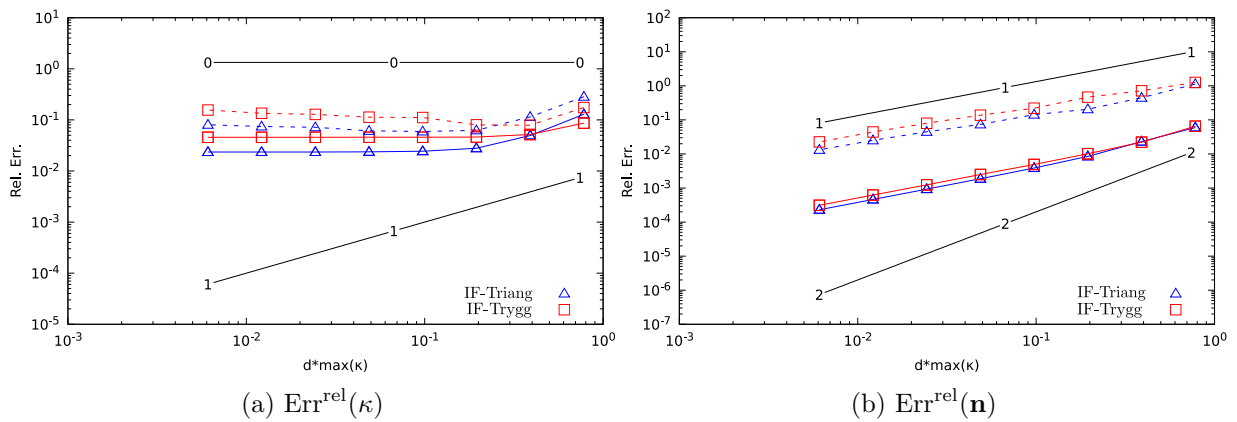 10^1
10^0
10^-1
10^-2
10^-3
10^-4
10^-5
Rel. Err.
0 0 0
1 1 1
IF-Triang
IF-Trygg
10^-3 10^-2 10^-1 10^0
d*max(κ)
(a) Err^rel(κ)
10^2
10^1
10^0
10^-1
10^-2
10^-3
10^-4
10^-5
10^-6
10^-7
Rel. Err.
1 1 1
2 2 2
IF-Triang
IF-Trygg
10^-3 10^-2 10^-1 10^0
d*max(κ)
(b) Err^rel(n)